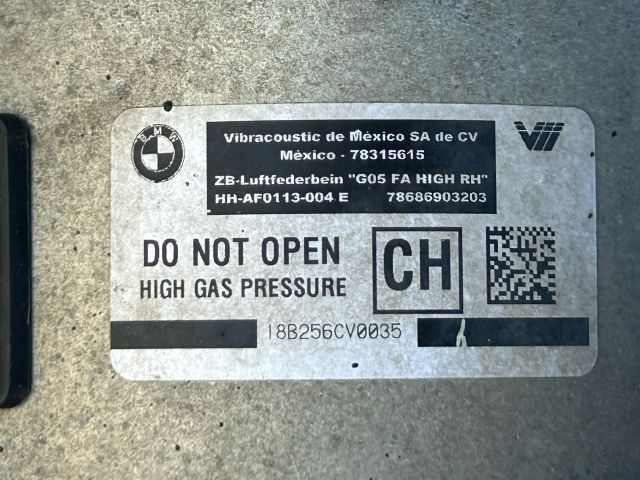 BMW
Vibracoustic de México SA de CV
México - 78315615
ZB-Luftfederbein "G05 FA HIGH RH"
HH-AF0113-004 E 78686903203
DO NOT OPEN
HIGH GAS PRESSURE
CH
18B256CV0035